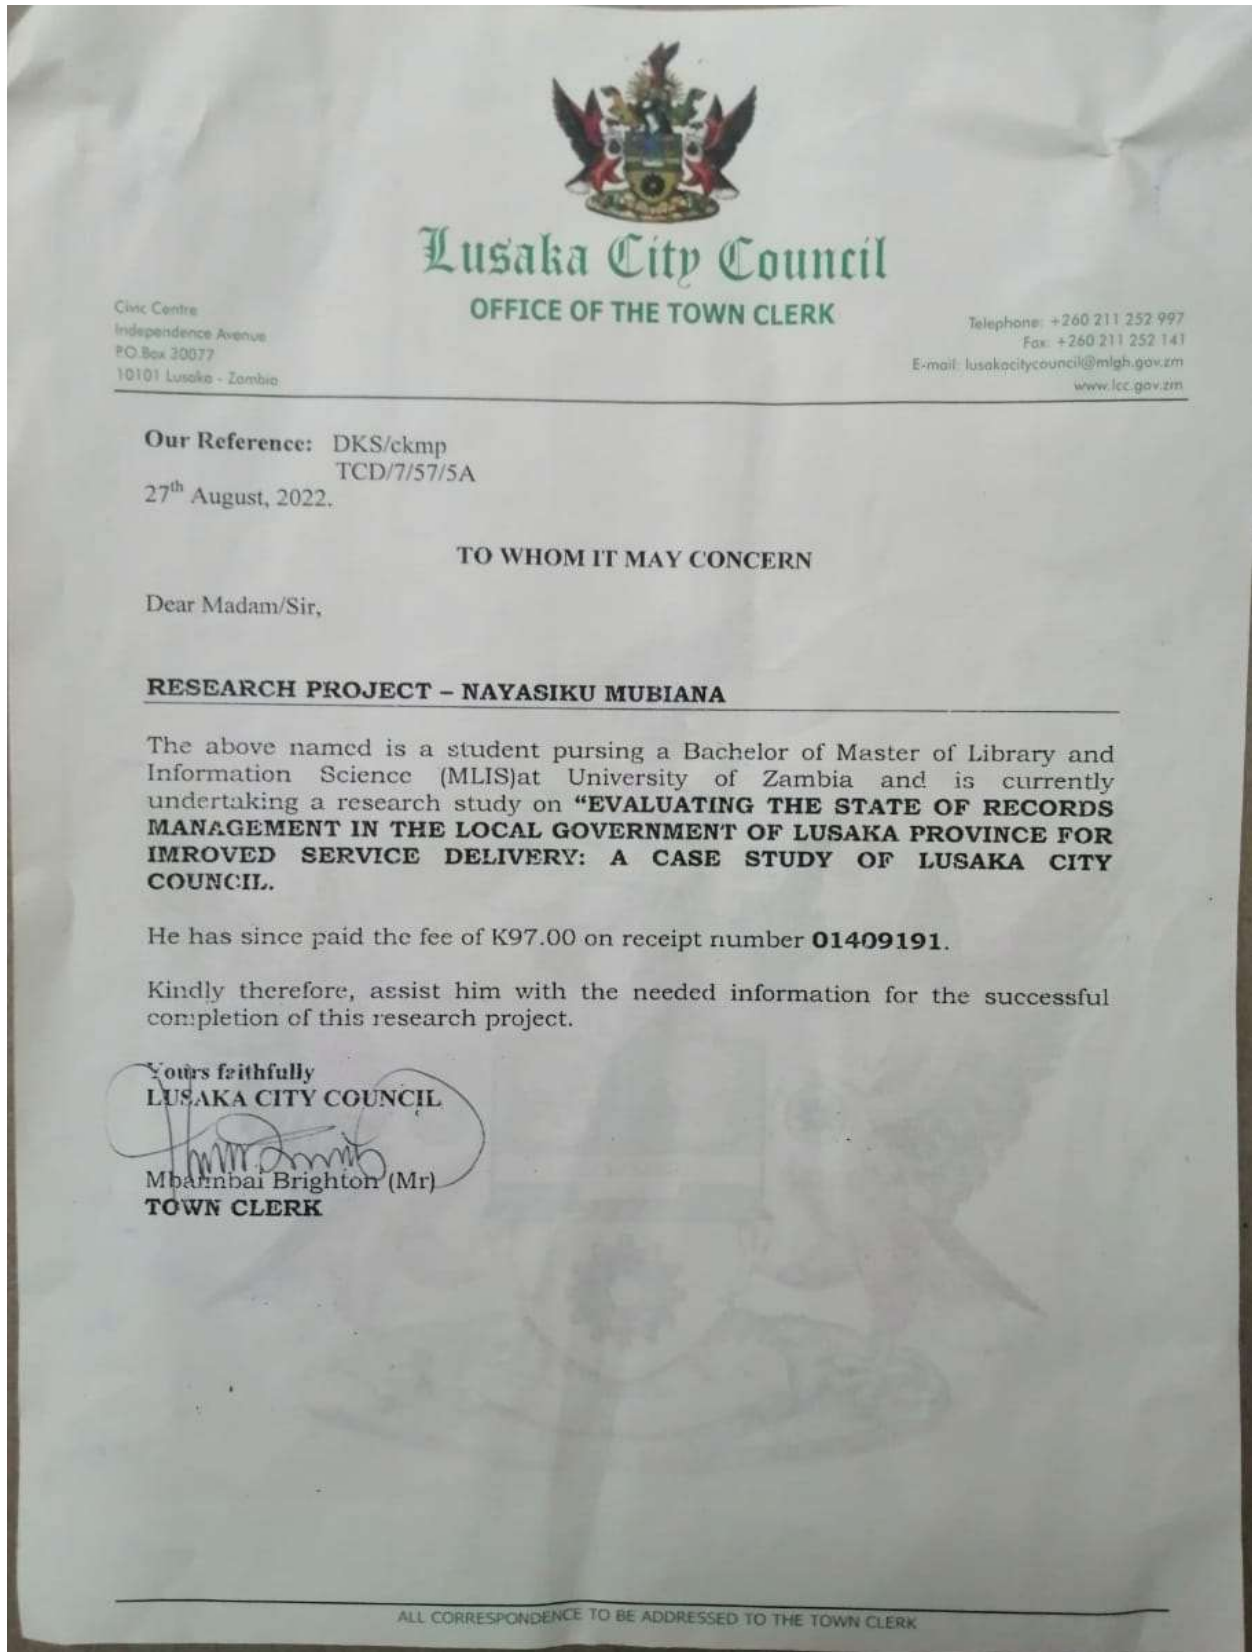 Lusaka City Council
OFFICE OF THE TOWN CLERK
Civic Centre
Independence Avenue
P.O.Box 30077
10101 Lusaka - Zambia
Telephone: +260 211 252 997
Fax: +260 211 252 141
E-mail: lusakacitycouncil@mlgh.gov.zm
www.lcc.gov.zm
Our Reference: DKS/ckmp
TCD/7/57/5A
27th August, 2022.
TO WHOM IT MAY CONCERN
Dear Madam/Sir,
RESEARCH PROJECT – NAYASIKU MUBIANA
The above named is a student pursing a Bachelor of Master of Library and
Information Science (MLIS)at University of Zambia and is currently
undertaking a research study on “EVALUATING THE STATE OF RECORDS
MANAGEMENT IN THE LOCAL GOVERNMENT OF LUSAKA PROVINCE FOR
IMROVED SERVICE DELIVERY: A CASE STUDY OF LUSAKA CITY
COUNCIL.
He has since paid the fee of K97.00 on receipt number 01409191.
Kindly therefore, assist him with the needed information for the successful
completion of this research project.
Yours faithfully
LUSAKA CITY COUNCIL
Brighton (Mr)
TOWN CLERK
ALL CORRESPONDENCE TO BE ADDRESSED TO THE TOWN CLERK